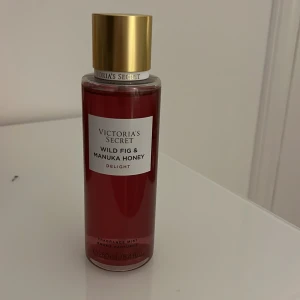 VICTORIA'S
SECRET
WILD FIG &
MANUKA HONEY
DELIGHT